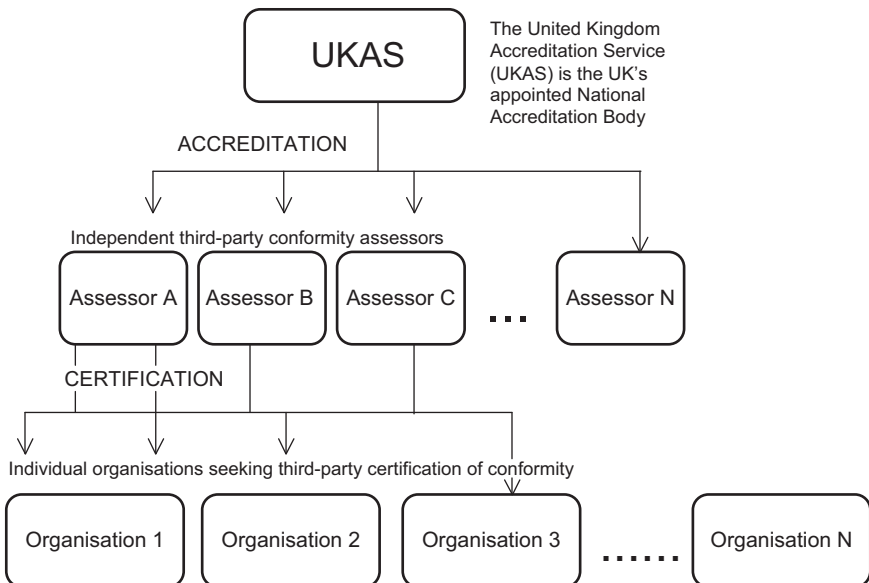 UKAS
The United Kingdom
Accreditation Service
(UKAS) is the UK’s
appointed National
Accreditation Body
ACCREDITATION
Independent third-party conformity assessors
Assessor A
Assessor B
Assessor C
...
Assessor N
CERTIFICATION
Individual organisations seeking third-party certification of conformity
Organisation 1
Organisation 2
Organisation 3
......
Organisation N